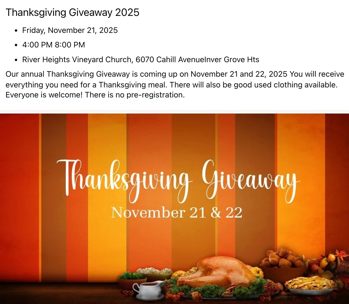 Thanksgiving Giveaway 2025
Friday, November 21, 2025
4:00 PM 8:00 PM
River Heights Vineyard Church, 6070 Cahill AvenueInver Grove Hts
Our annual Thanksgiving Giveaway is coming up on November 21 and 22, 2025 You will receive
everything you need for a Thanksgiving meal. There will also be good used clothing available.
Everyone is welcome! There is no pre-registration.
Thanksgiving Giveaway
November 21 & 22